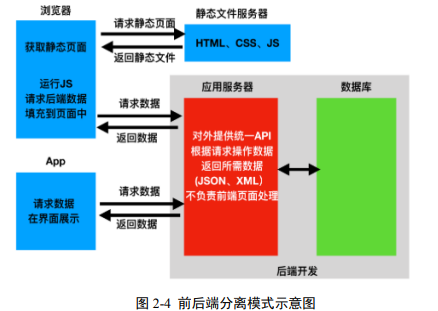 浏览器
获取静态页面
运行JS
请求后端数据
填充到页面中
请求静态页面
返回静态文件
静态文件服务器
HTML、CSS、JS
请求数据
返回数据
应用服务器
对外提供统一API
根据请求操作数据
返回所需数据
(JSON、XML)
不负责前端页面处理
数据库
App
请求数据
在界面展示
请求数据
返回数据
后端开发
图 2-4 前后端分离模式示意图